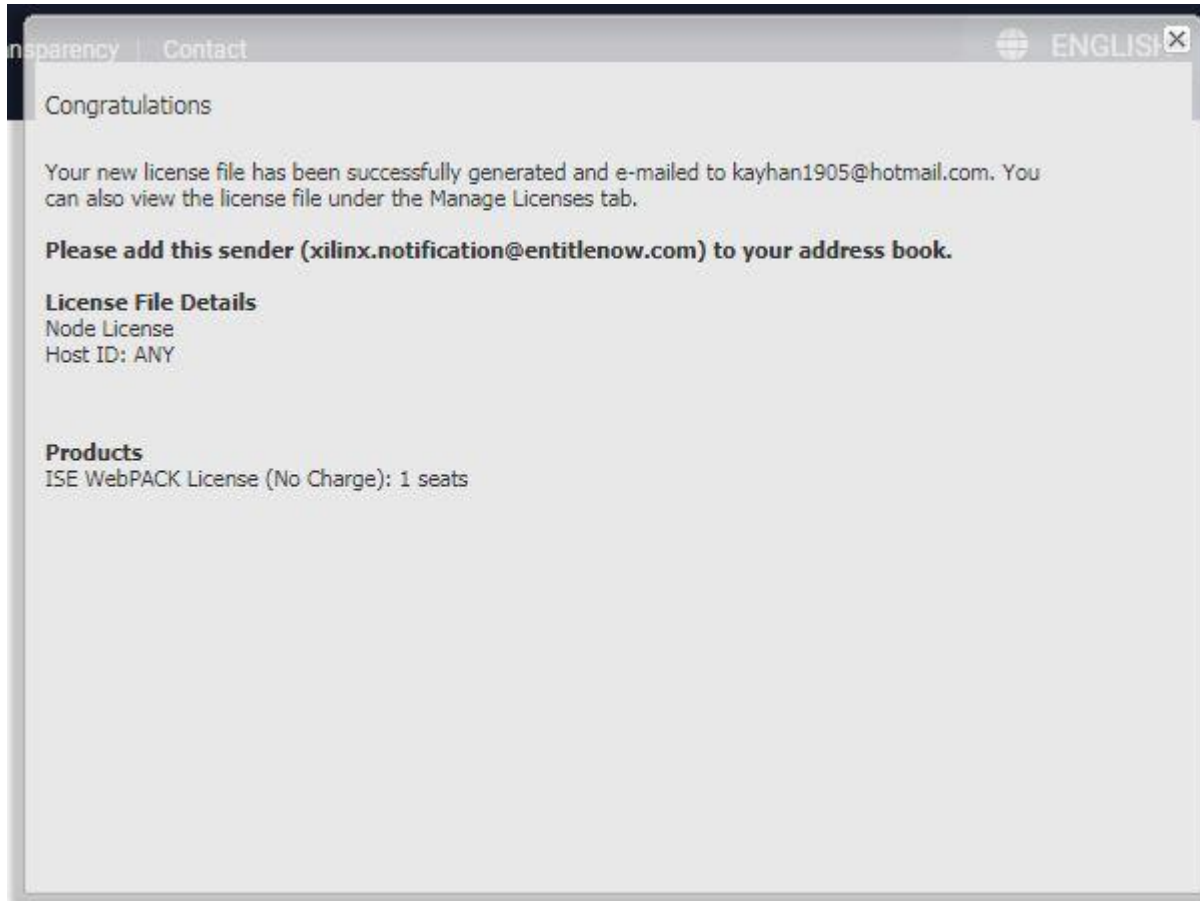 nsparency | Contact ENGLISH
Congratulations
Your new license file has been successfully generated and e-mailed to kayhan1905@hotmail.com. You
can also view the license file under the Manage Licenses tab.
Please add this sender (xilinx.notification@entitlenow.com) to your address book.
License File Details
Node License
Host ID: ANY
Products
ISE WebPACK License (No Charge): 1 seats